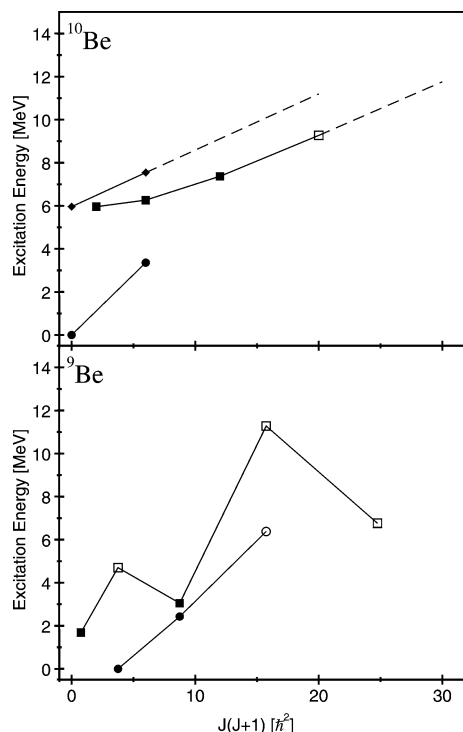 14
12
10
8
6
4
2
0
Excitation Energy [MeV]
¹⁰Be
14
12
10
8
6
4
2
0
Excitation Energy [MeV]
⁹Be
0 10 20 30
J(J+1) [ℏ²]